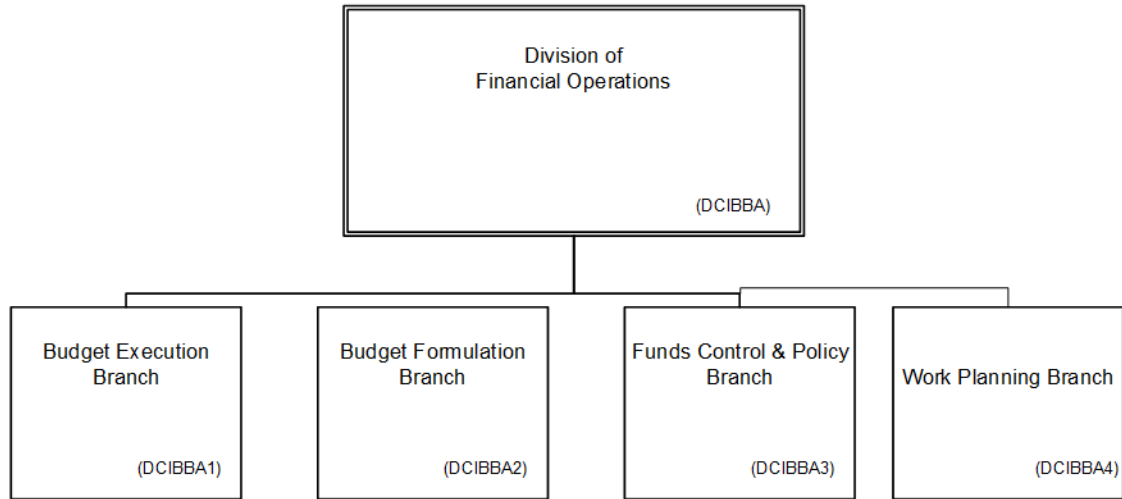 Division of
Financial Operations
(DCIBBA)
Budget Execution
Branch
(DCIBBA1)
Budget Formulation
Branch
(DCIBBA2)
Funds Control & Policy
Branch
(DCIBBA3)
Work Planning Branch
(DCIBBA4)